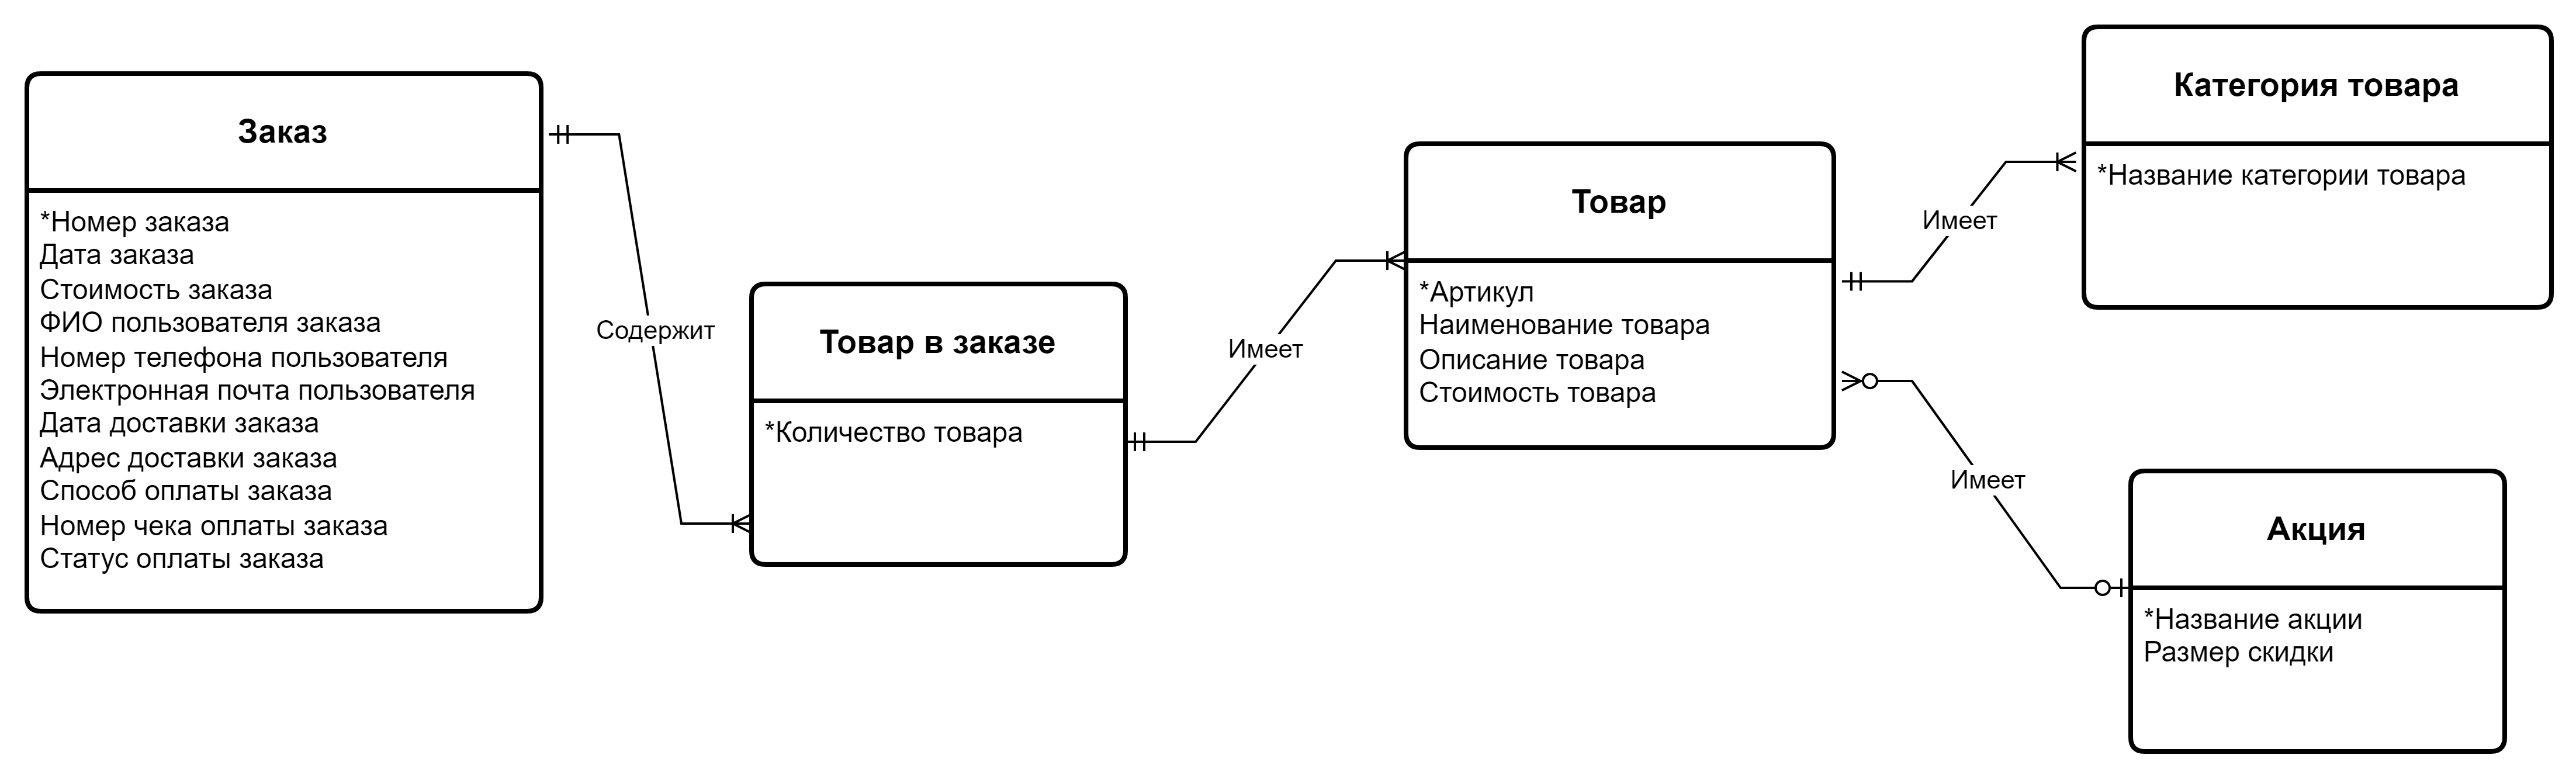 Заказ
*Номер заказа
Дата заказа
Стоимость заказа
ФИО пользователя заказа
Номер телефона пользователя
Электронная почта пользователя
Дата доставки заказа
Адрес доставки заказа
Способ оплаты заказа
Номер чека оплаты заказа
Статус оплаты заказа
Содержит
Товар в заказе
*Количество товара
Имеет
Товар
*Артикул
Наименование товара
Описание товара
Стоимость товара
Имеет
Категория товара
*Название категории товара
Имеет
Акция
*Название акции
Размер скидки